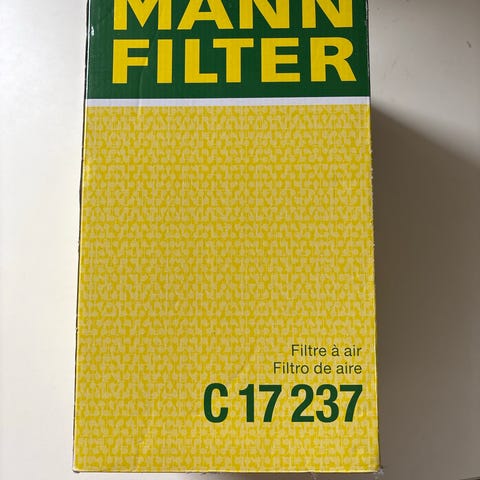 MANN
FILTER
Filtre à air
Filtro de aire
C 17 237